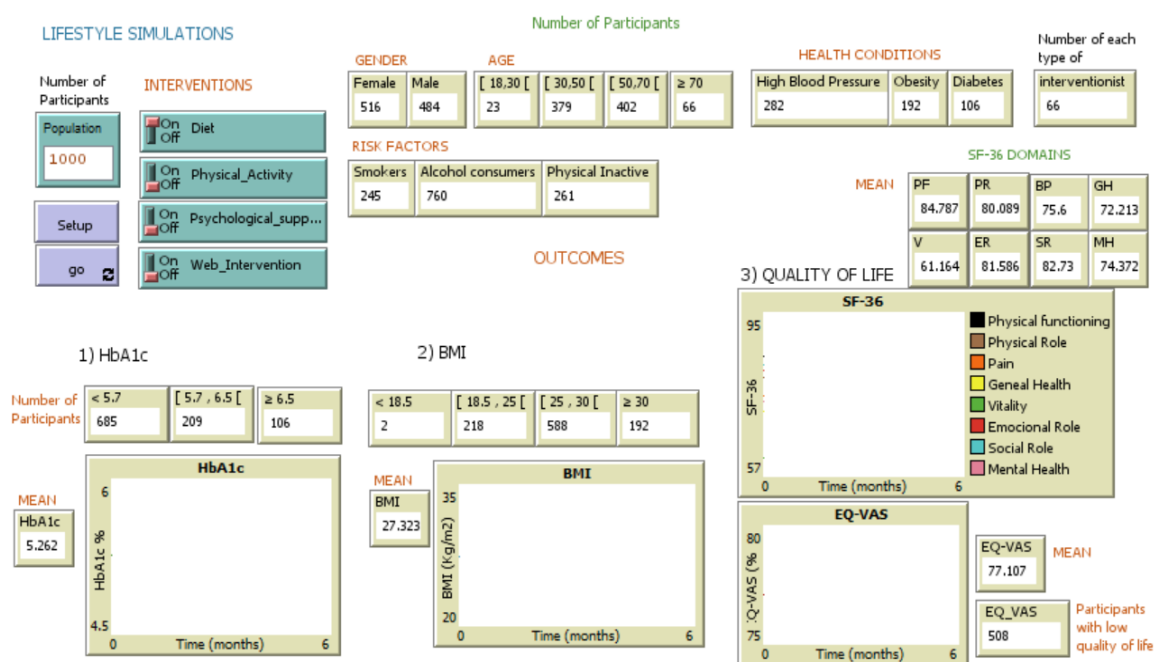 LIFESTYLE SIMULATIONS
Number of Participants
Number of
Participants
Population
1000
Setup
go
INTERVENTIONS
On
Off
Diet
On
Off
Physical_Activity
On
Off
Psychological_supp...
On
Off
Web_Intervention
GENDER
Female
516
Male
484
AGE
[ 18,30 [
23
[ 30,50 [
379
[ 50,70 [
402
≥ 70
66
HEALTH CONDITIONS
High Blood Pressure
282
Obesity
192
Diabetes
106
Number of each
type of
interventionist
66
RISK FACTORS
Smokers
245
Alcohol consumers
760
Physical Inactive
261
SF-36 DOMAINS
MEAN
PF
84.787
PR
80.089
BP
75.6
GH
72.213
V
61.164
ER
81.586
SR
82.73
MH
74.372
OUTCOMES
1) HbA1c
Number of
Participants
< 5.7
685
[ 5.7 , 6.5 [
209
≥ 6.5
106
MEAN
HbA1c
5.262
HbA1c
6
HbA1c %
4.5
0
Time (months)
6
2) BMI
< 18.5
2
[ 18.5 , 25 [
218
[ 25 , 30 [
588
≥ 30
192
MEAN
BMI
27.323
BMI
35
BMI (Kg/m2)
20
0
Time (months)
6
3) QUALITY OF LIFE
SF-36
95
SF-36
57
0
Time (months)
6
Physical functioning
Physical Role
Pain
Geneal Health
Vitality
Emocional Role
Social Role
Mental Health
EQ-VAS
80
EQ-VAS (%
75
0
Time (months)
6
EQ-VAS
77.107
MEAN
EQ_VAS
508
Participants
with low
quality of life